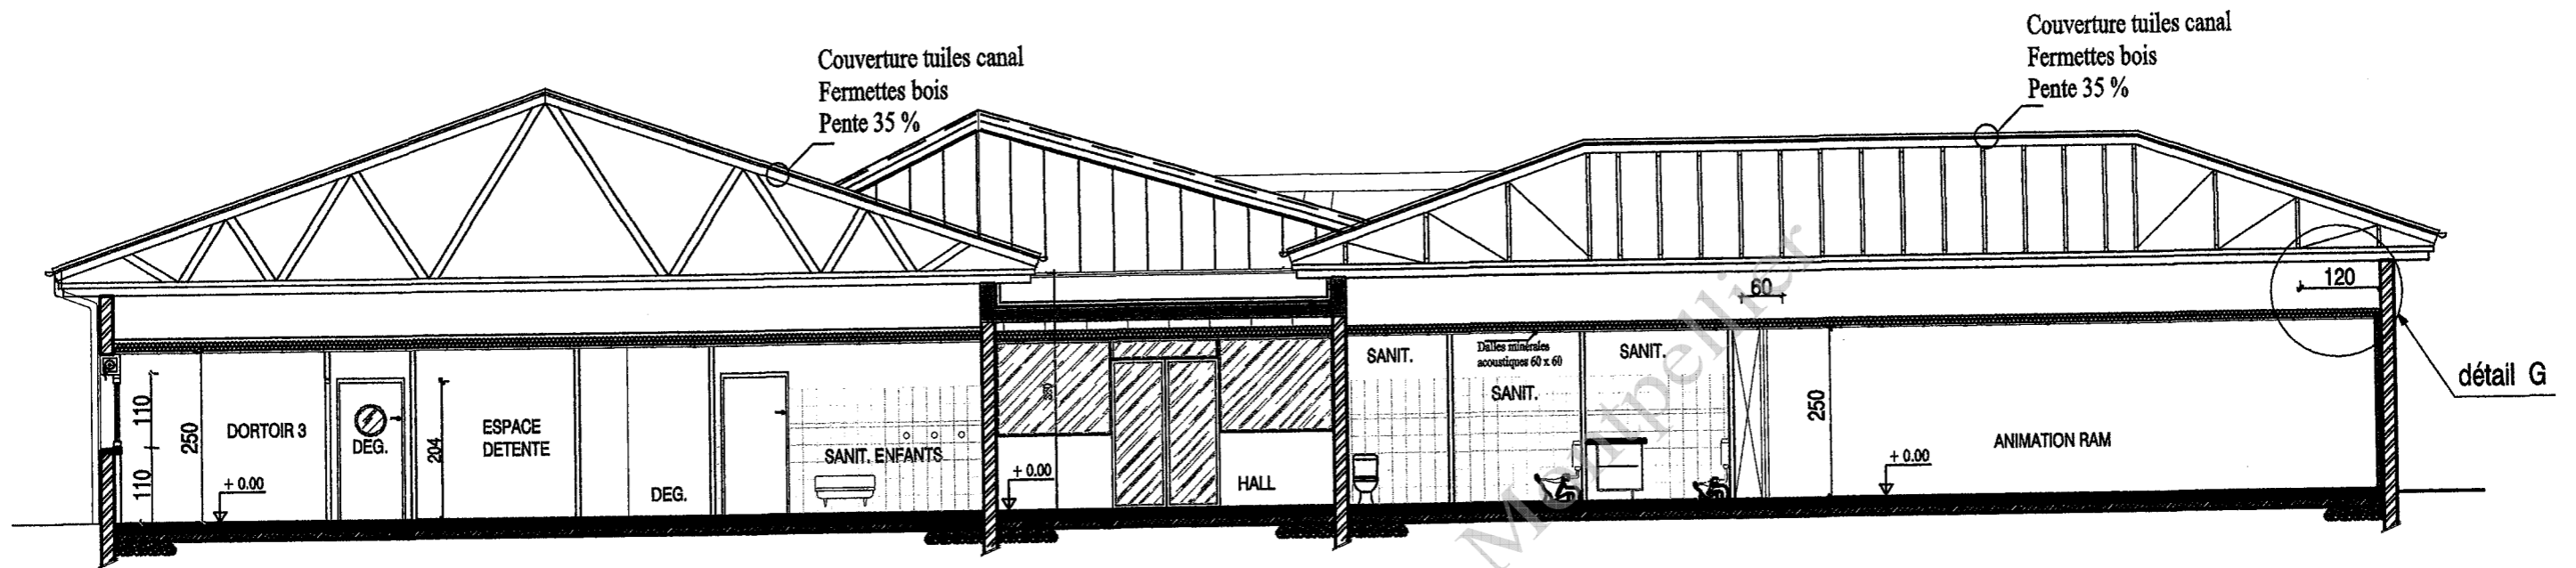 Couverture tuiles canal
Fermettes bois
Pente 35 %
Couverture tuiles canal
Fermettes bois
Pente 35 %
120
60
détail G
SANIT.
Dalles minérales
acoustiques 60 x 60
SANIT.
SANIT.
110
110
250
DORTOIR 3
+ 0.00
DEG.
204
ESPACE
DETENTE
DEG.
SANIT. ENFANTS
+ 0.00
HALL
250
+ 0.00
ANIMATION RAM
Montpellier